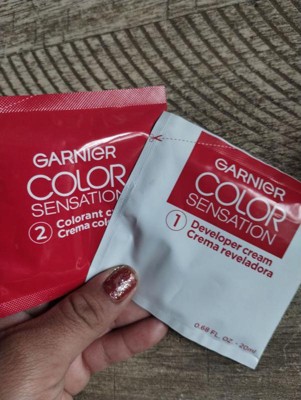 GARNIER
COLOR
SENSATION
2 Colorant c
Crema col
GARNIER
COLOR
SENSATION
1 Developer cream
Crema reveladora
0.68 FL. OZ - 20mL